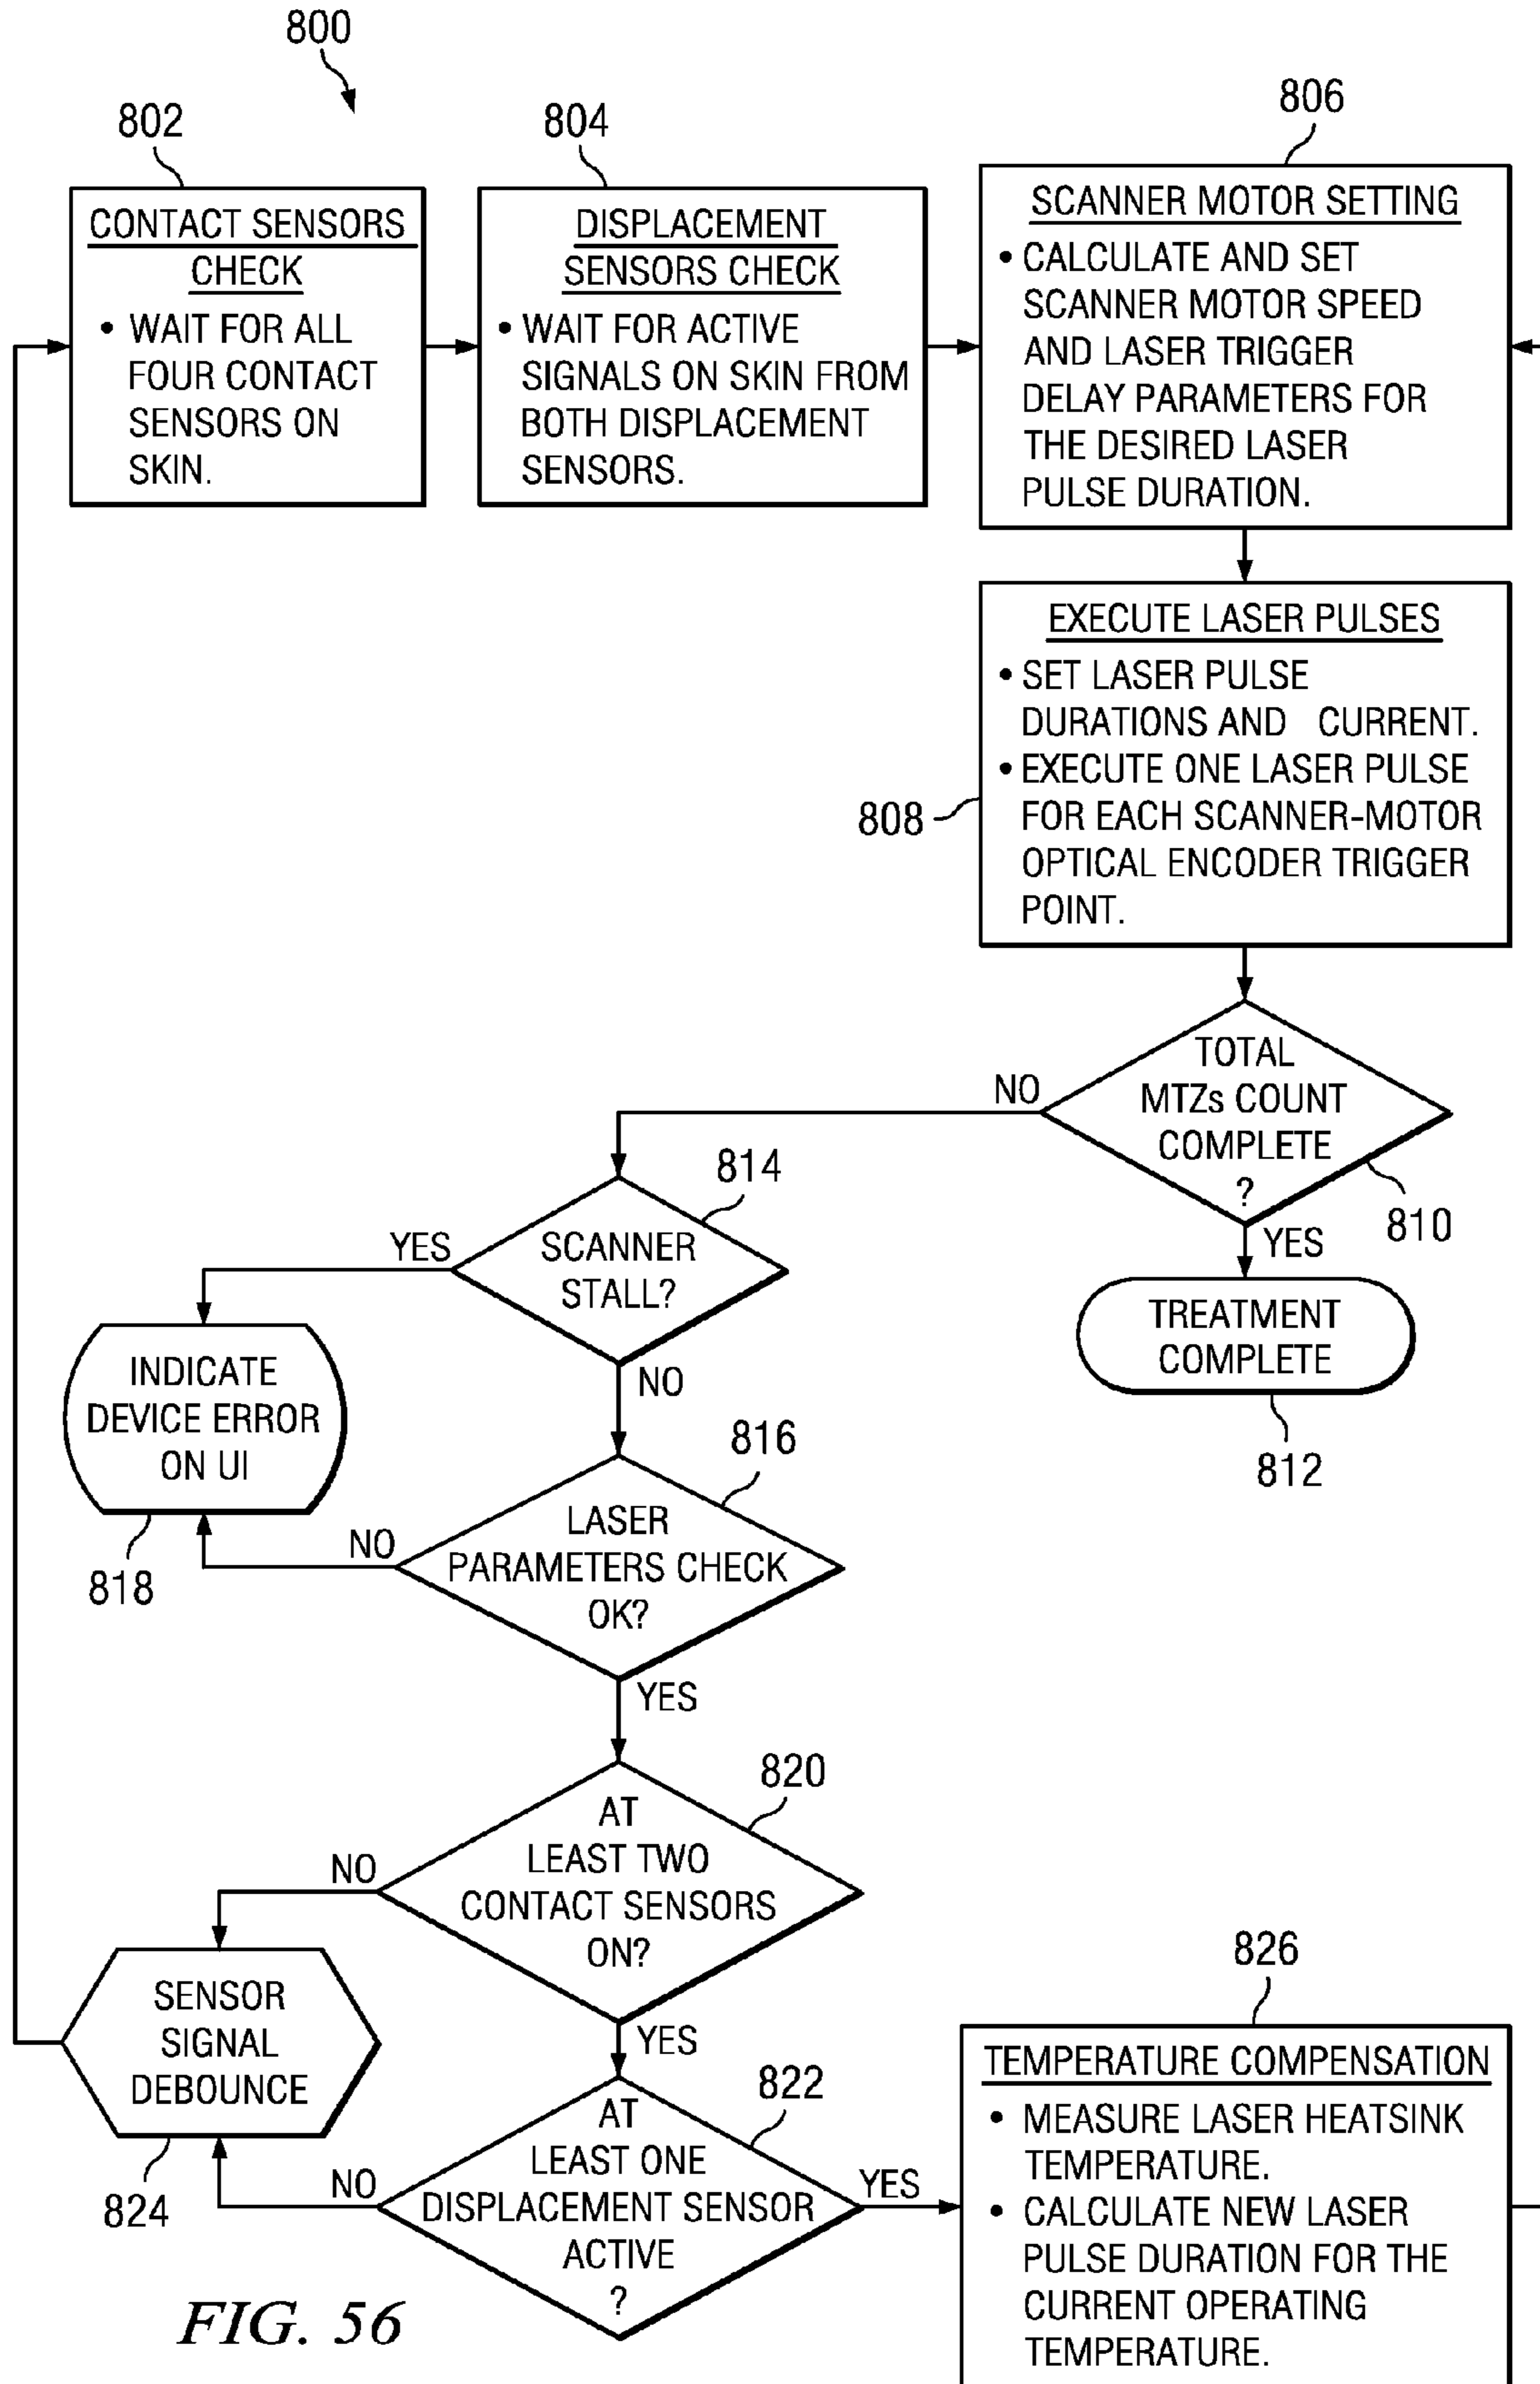 800
802
CONTACT SENSORS
CHECK
• WAIT FOR ALL
FOUR CONTACT
SENSORS ON
SKIN.
804
DISPLACEMENT
SENSORS CHECK
• WAIT FOR ACTIVE
SIGNALS ON SKIN FROM
BOTH DISPLACEMENT
SENSORS.
806
SCANNER MOTOR SETTING
• CALCULATE AND SET
SCANNER MOTOR SPEED
AND LASER TRIGGER
DELAY PARAMETERS FOR
THE DESIRED LASER
PULSE DURATION.
808
EXECUTE LASER PULSES
• SET LASER PULSE
DURATIONS AND CURRENT.
• EXECUTE ONE LASER PULSE
FOR EACH SCANNER-MOTOR
OPTICAL ENCODER TRIGGER
POINT.
TOTAL
MTZs COUNT
COMPLETE
?
810
NO
YES
TREATMENT
COMPLETE
812
814
SCANNER
STALL?
YES
NO
INDICATE
DEVICE ERROR
ON UI
818
816
LASER
PARAMETERS CHECK
OK?
NO
YES
820
AT
LEAST TWO
CONTACT SENSORS
ON?
NO
YES
SENSOR
SIGNAL
DEBOUNCE
824
822
AT
LEAST ONE
DISPLACEMENT SENSOR
ACTIVE
?
NO
YES
826
TEMPERATURE COMPENSATION
• MEASURE LASER HEATSINK
TEMPERATURE.
• CALCULATE NEW LASER
PULSE DURATION FOR THE
CURRENT OPERATING
TEMPERATURE.
FIG. 56